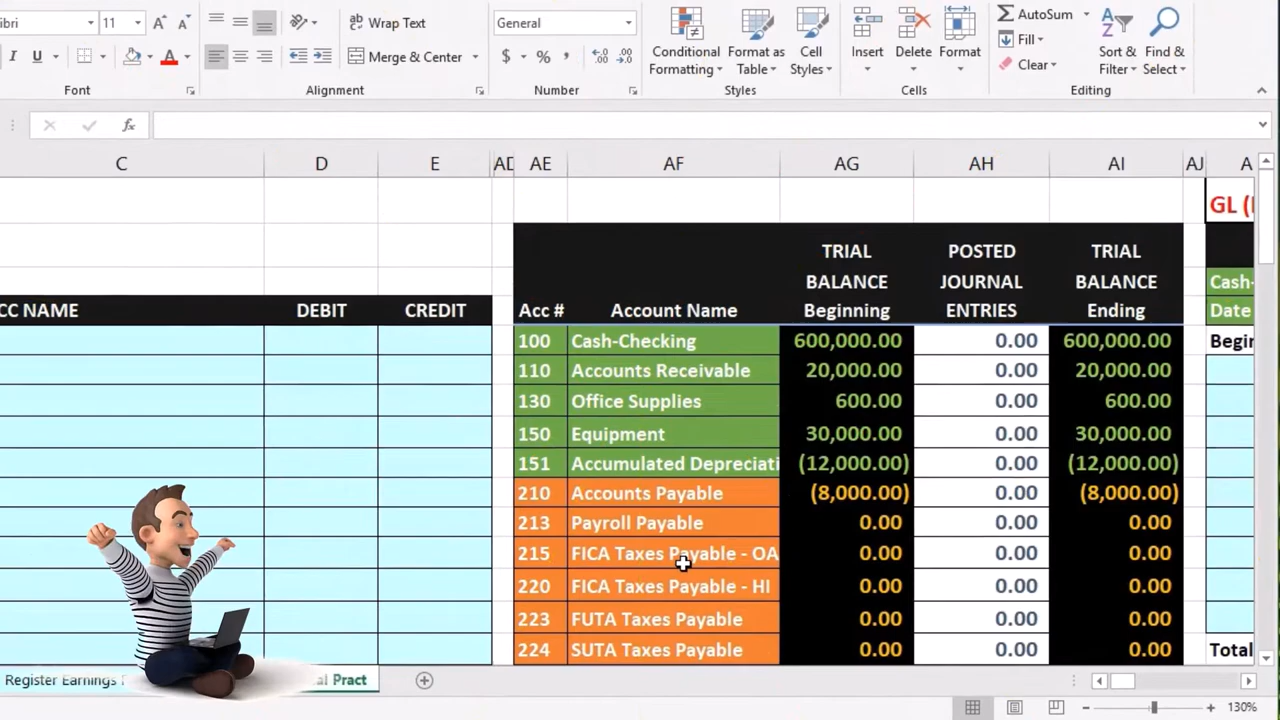 ibri 11 A A Wrap Text General AutoSum
I U A Merge & Center $ % , Conditional Formatting Format as Table Cell Styles Insert Delete Format Fill Clear Sort & Filter Find & Select
Font Alignment Number Styles Cells Editing
fx
C D E AD AE AF AG AH AI AJ A
GL (
TRIAL POSTED TRIAL
BALANCE JOURNAL BALANCE Cash-
CC NAME DEBIT CREDIT Acc # Account Name Beginning ENTRIES Ending Date
100 Cash-Checking 600,000.00 0.00 600,000.00 Begin
110 Accounts Receivable 20,000.00 0.00 20,000.00
130 Office Supplies 600.00 0.00 600.00
150 Equipment 30,000.00 0.00 30,000.00
151 Accumulated Depreciati (12,000.00) 0.00 (12,000.00)
210 Accounts Payable (8,000.00) 0.00 (8,000.00)
213 Payroll Payable 0.00 0.00 0.00
215 FICA Taxes Payable - OA 0.00 0.00 0.00
220 FICA Taxes Payable - HI 0.00 0.00 0.00
223 FUTA Taxes Payable 0.00 0.00 0.00
224 SUTA Taxes Payable 0.00 0.00 0.00 Total
Register Earnings al Pract
130%